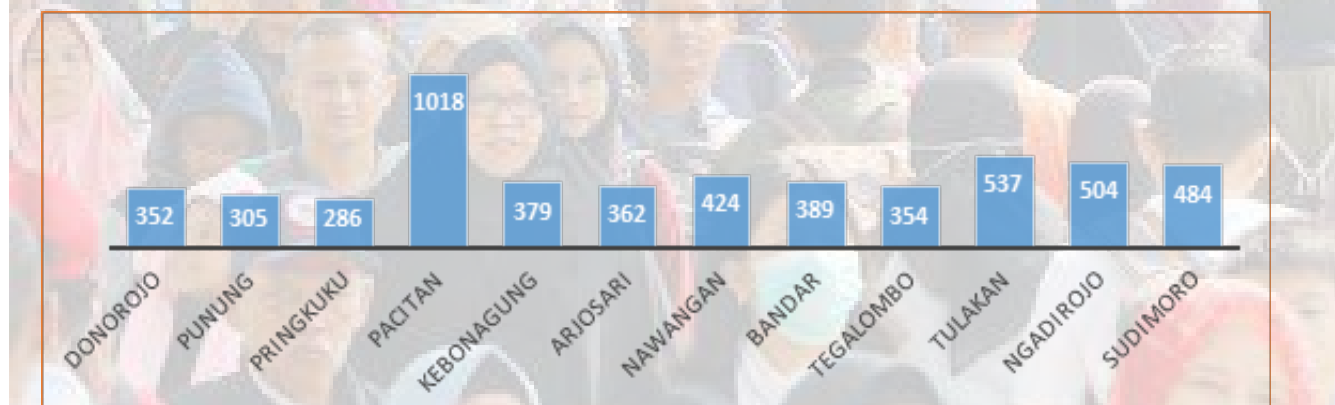 1018
352
305
286
379
362
424
389
354
537
504
484
DONOROJO
PUNUNG
PRINGKUKU
PACITAN
KEBONAGUNG
ARJOSARI
NAWANGAN
BANDAR
TEGALOMBO
TULAKAN
NGADIROJO
SUDIMORO